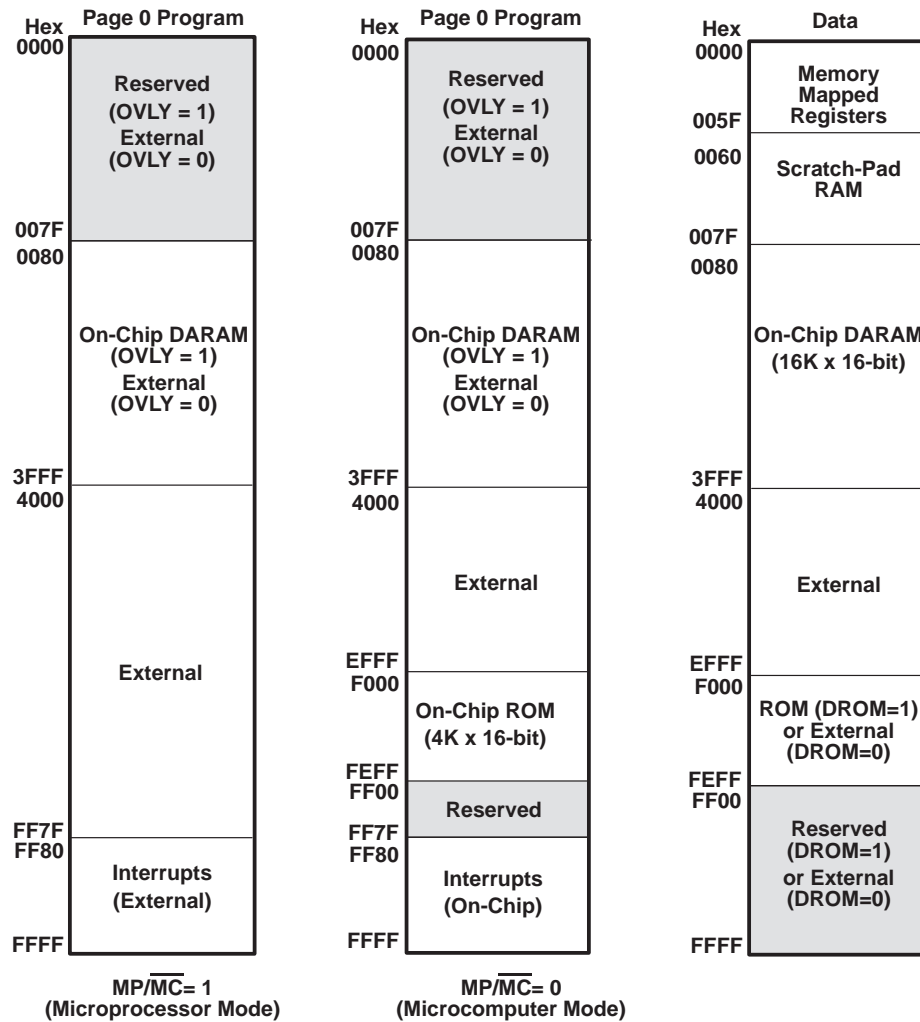 Page 0 Program
Hex
0000
Reserved
(OVLY = 1)
External
(OVLY = 0)
007F
0080
On-Chip DARAM
(OVLY = 1)
External
(OVLY = 0)
3FFF
4000
External
FF7F
FF80
Interrupts
(External)
FFFF
MP/MC= 1
(Microprocessor Mode)
Page 0 Program
Hex
0000
Reserved
(OVLY = 1)
External
(OVLY = 0)
007F
0080
On-Chip DARAM
(OVLY = 1)
External
(OVLY = 0)
3FFF
4000
External
EFFF
F000
On-Chip ROM
(4K x 16-bit)
FEFF
FF00
Reserved
FF7F
FF80
Interrupts
(On-Chip)
FFFF
MP/MC= 0
(Microcomputer Mode)
Data
Hex
0000
Memory
Mapped
Registers
005F
0060
Scratch-Pad
RAM
007F
0080
On-Chip DARAM
(16K x 16-bit)
3FFF
4000
External
EFFF
F000
ROM (DROM=1)
or External
(DROM=0)
FEFF
FF00
Reserved
(DROM=1)
or External
(DROM=0)
FFFF